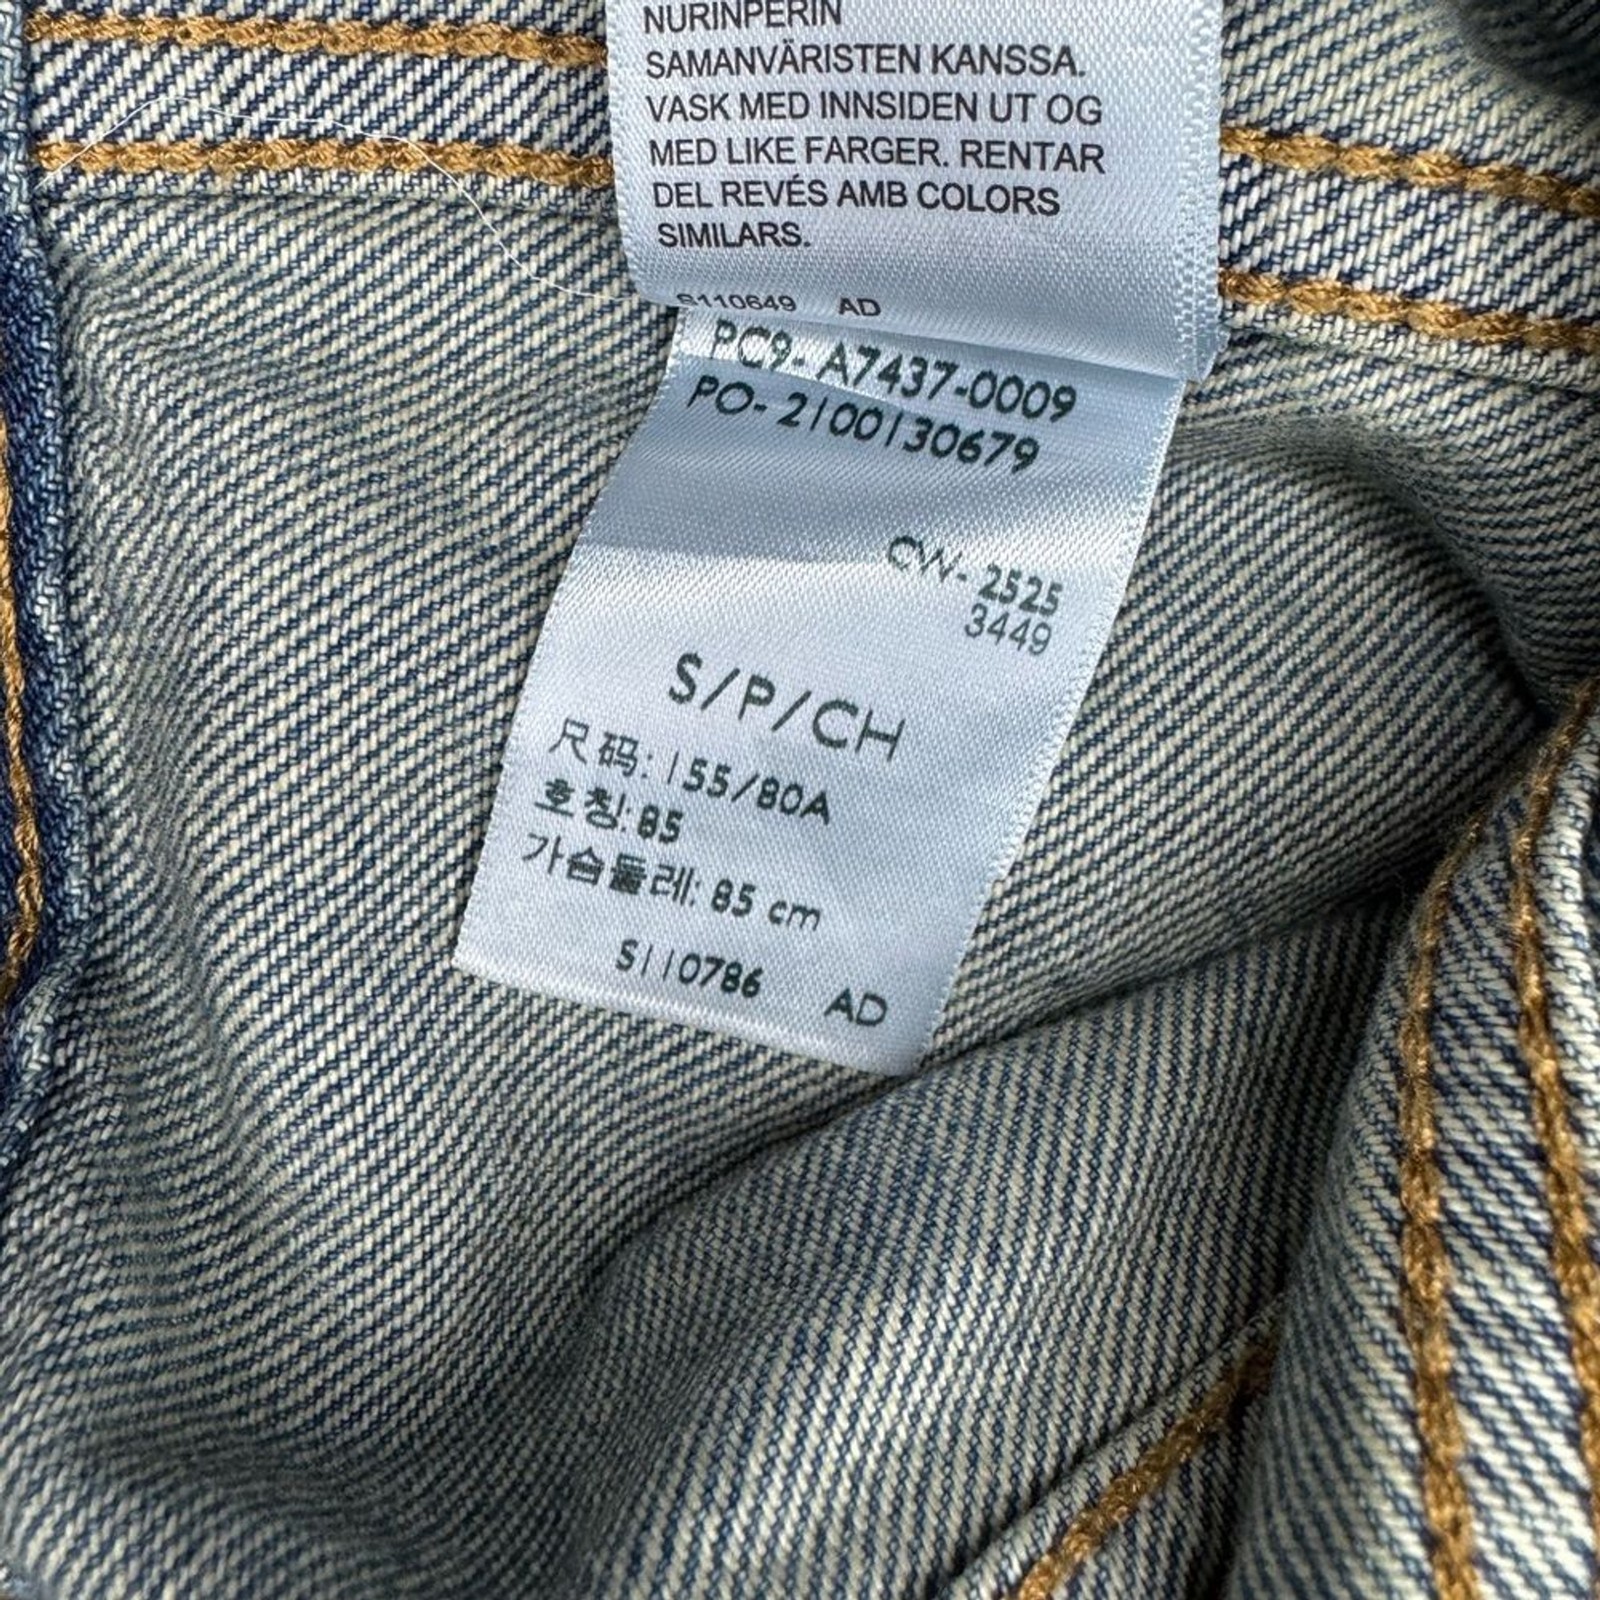 NURINPERIN
SAMANVÄRISTEN KANSSA.
VASK MED INNSIDEN UT OG
MED LIKE FARGER. RENTAR
DEL REVÉS AMB COLORS
SIMILARS.
S110649 AD
PC9- A7437-0009
PO- 2100130679
CW- 2525
3449
S/P/CH
尺码: 155/80A
호칭: 85
가슴둘레: 85 cm
S110786 AD